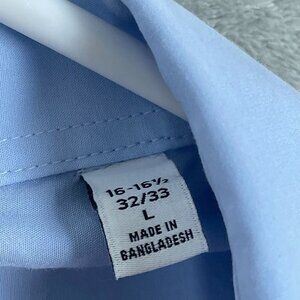 16-16½
32/33
L
MADE IN
BANGLADESH